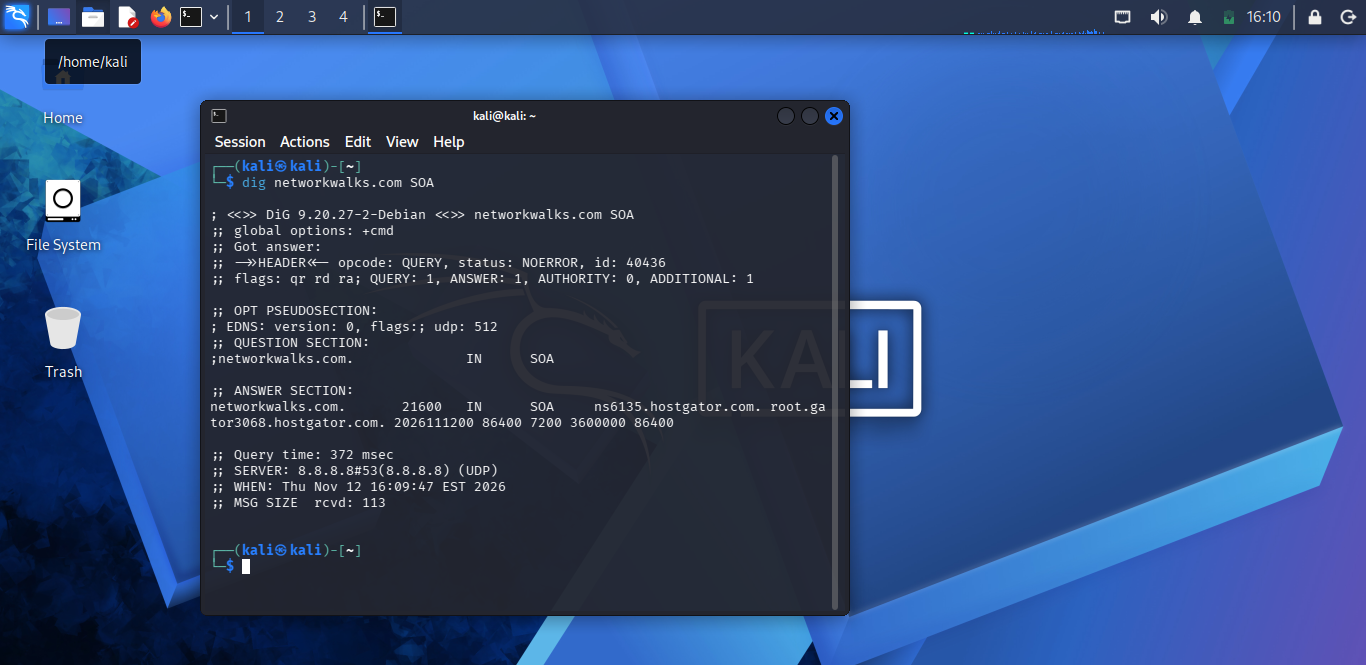 1 2 3 4 16:10
/home/kali
Home
File System
Trash
kali@kali: ~
Session Actions Edit View Help
┌──(kali㉿kali)-[~]
└─$ dig networkwalks.com SOA
; <<>> DiG 9.20.27-2-Debian <<>> networkwalks.com SOA
;; global options: +cmd
;; Got answer:
;; ->>HEADER<<- opcode: QUERY, status: NOERROR, id: 40436
;; flags: qr rd ra; QUERY: 1, ANSWER: 1, AUTHORITY: 0, ADDITIONAL: 1
;; OPT PSEUDOSECTION:
; EDNS: version: 0, flags:; udp: 512
;; QUESTION SECTION:
;networkwalks.com. IN SOA
;; ANSWER SECTION:
networkwalks.com. 21600 IN SOA ns6135.hostgator.com. root.ga
tor3068.hostgator.com. 2026111200 86400 7200 3600000 86400
;; Query time: 372 msec
;; SERVER: 8.8.8.8#53(8.8.8.8) (UDP)
;; WHEN: Thu Nov 12 16:09:47 EST 2026
;; MSG SIZE rcvd: 113
┌──(kali㉿kali)-[~]
└─$
KALI